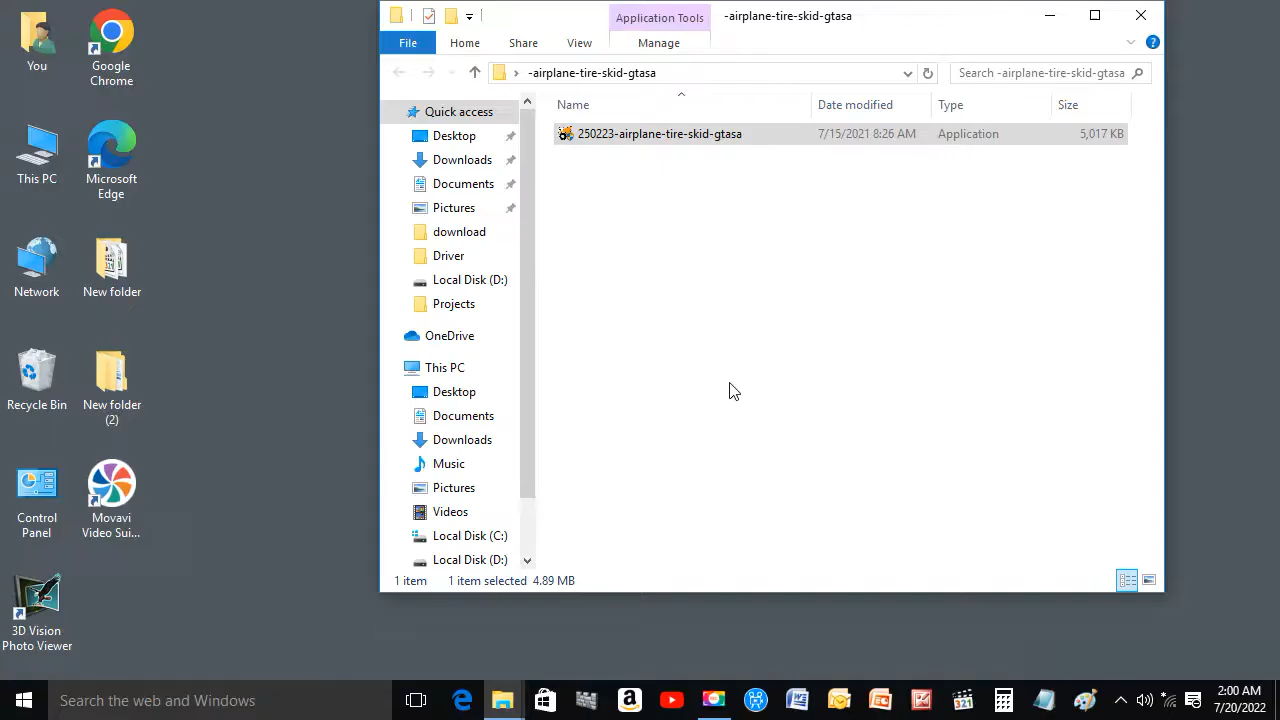 You
Google
Chrome
This PC
Microsoft
Edge
Network
New folder
Recycle Bin
New folder
(2)
Control
Panel
Movavi
Video Sui...
3D Vision
Photo Viewer
Application Tools
-airplane-tire-skid-gtasa
File
Home
Share
View
Manage
-airplane-tire-skid-gtasa
Search -airplane-tire-skid-gtasa
Name
Date modified
Type
Size
250223-airplane-tire-skid-gtasa
7/15/2021 8:26 AM
Application
5,017 KB
Quick access
Desktop
Downloads
Documents
Pictures
download
Driver
Local Disk (D:)
Projects
OneDrive
This PC
Desktop
Documents
Downloads
Music
Pictures
Videos
Local Disk (C:)
Local Disk (D:)
1 item
1 item selected 4.89 MB
Search the web and Windows
321
2:00 AM
7/20/2022